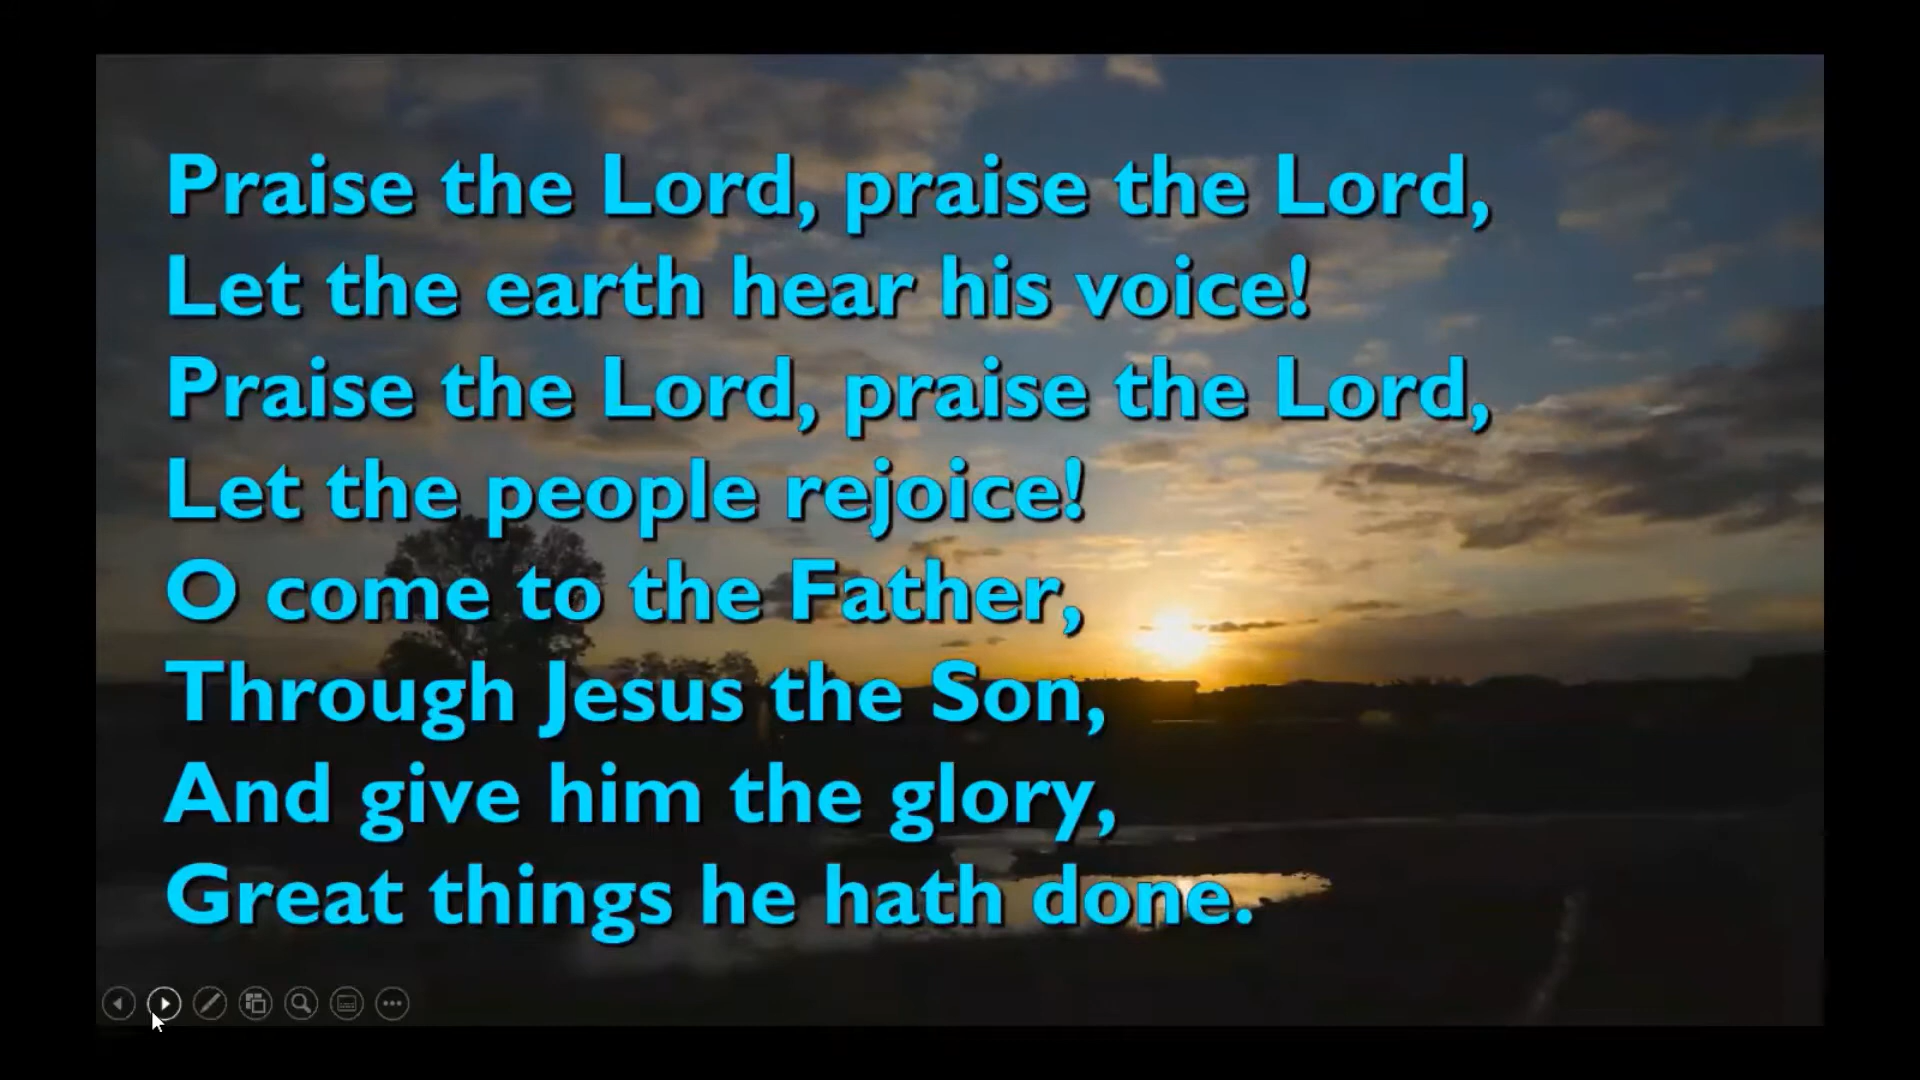 Praise the Lord, praise the Lord,
Let the earth hear his voice!
Praise the Lord, praise the Lord,
Let the people rejoice!
O come to the Father,
Through Jesus the Son,
And give him the glory,
Great things he hath done.